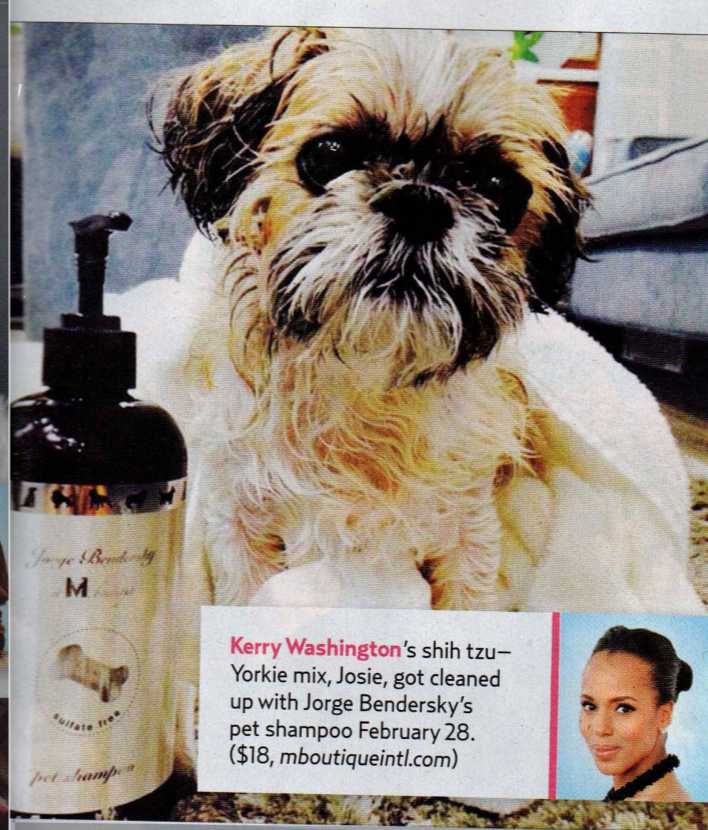 Jorge Bendersky
M
sulfate free
pet shampoo
Kerry Washington's shih tzu–
Yorkie mix, Josie, got cleaned
up with Jorge Bendersky's
pet shampoo February 28.
($18, mboutiqueintl.com)